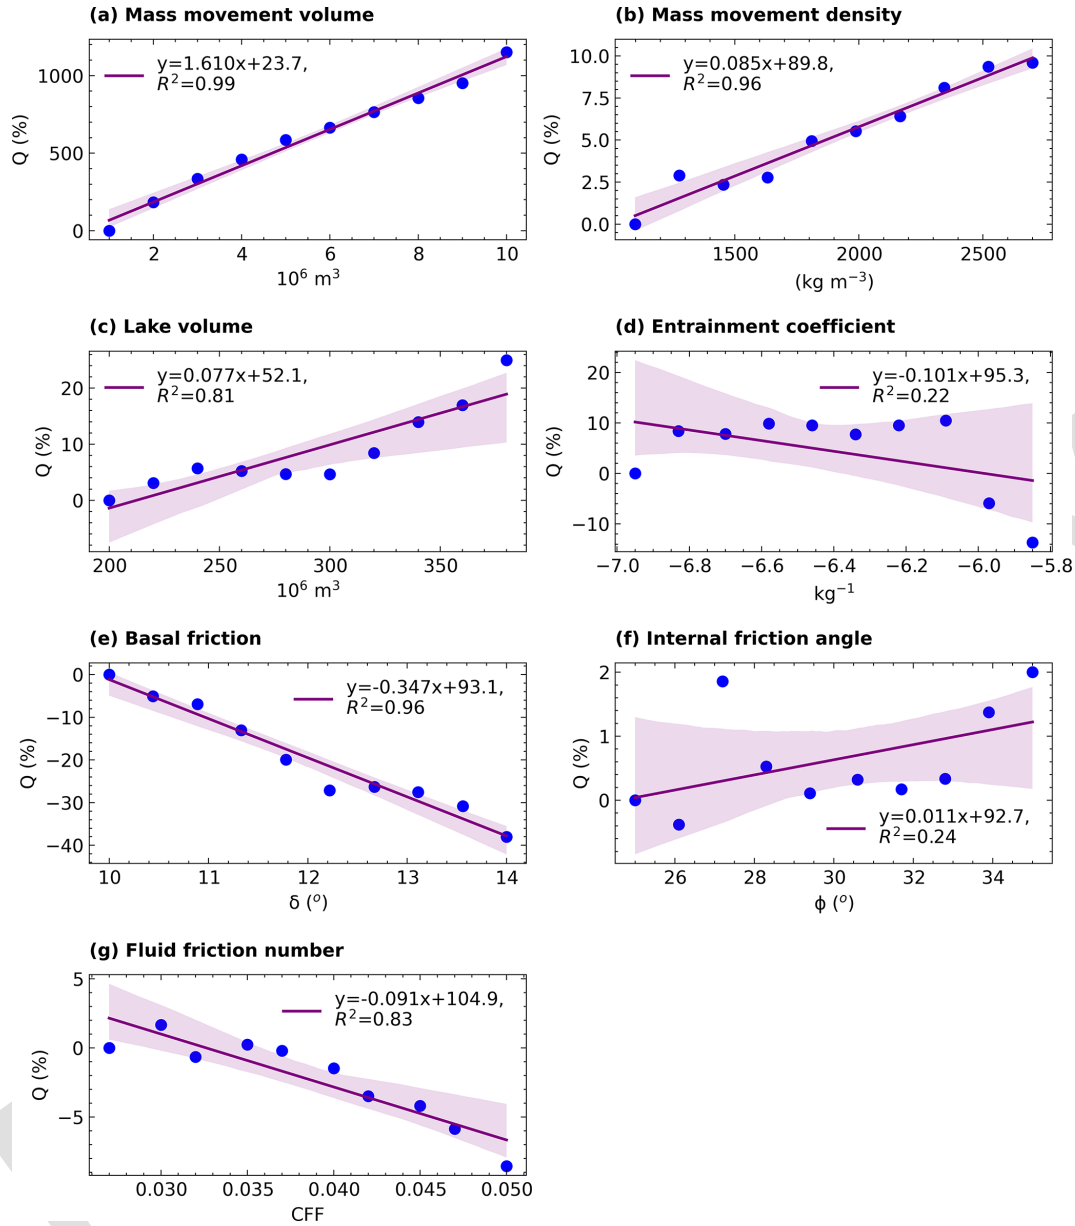 (a) Mass movement volume
y=1.610x+23.7,
R²=0.99
Q (%)
1000
500
0
2 4 6 8 10
10⁶ m³
(b) Mass movement density
y=0.085x+89.8,
R²=0.96
Q (%)
10.0
7.5
5.0
2.5
0.0
1500 2000 2500
(kg m⁻³)
(c) Lake volume
y=0.077x+52.1,
R²=0.81
Q (%)
20
10
0
200 250 300 350
10⁶ m³
(d) Entrainment coefficient
y=-0.101x+95.3,
R²=0.22
Q (%)
20
10
0
−10
−7.0 −6.8 −6.6 −6.4 −6.2 −6.0 −5.8
kg⁻¹
(e) Basal friction
y=-0.347x+93.1,
R²=0.96
Q (%)
0
−10
−20
−30
−40
10 11 12 13 14
δ (°)
(f) Internal friction angle
y=0.011x+92.7,
R²=0.24
Q (%)
2
1
0
26 28 30 32 34
ϕ (°)
(g) Fluid friction number
y=-0.091x+104.9,
R²=0.83
Q (%)
5
0
−5
0.030 0.035 0.040 0.045 0.050
CFF